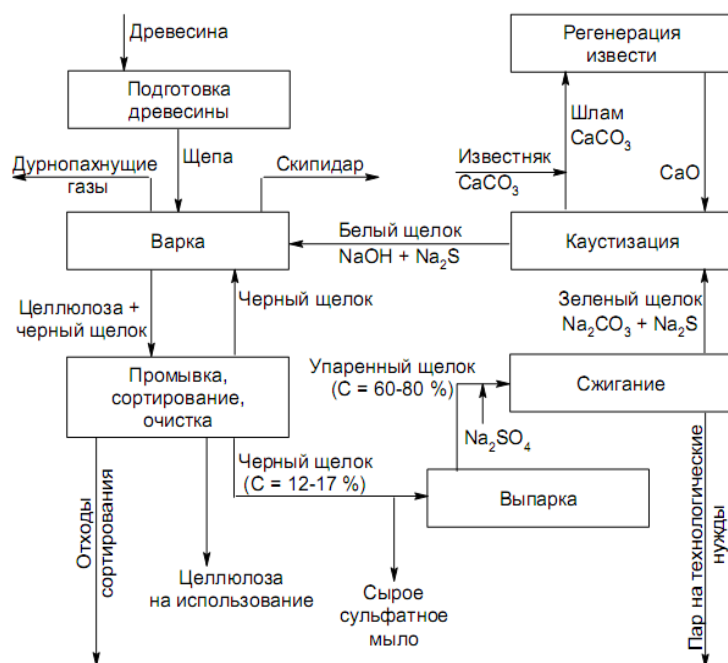 Древесина
Подготовка
древесины
Регенерация
извести
Щепа
Дурнопахнущие
газы
Скипидар
Известняк
CaCO₃
Шлам
CaCO₃
CaO
Варка
Белый щелок
NaOH + Na₂S
Каустизация
Целлюлоза +
черный щелок
Черный щелок
Зеленый щелок
Na₂CO₃ + Na₂S
Промывка,
сортирование,
очистка
Упаренный щелок
(C = 60-80 %)
Na₂SO₄
Сжигание
Черный щелок
(C = 12-17 %)
Выпарка
Отходы
сортирования
Целлюлоза
на использование
Сырое
сульфатное
мыло
Пар на технологические
нужды